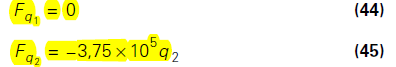 F_{q_1} = 0 (44)
F_{q_2} = −3,75 × 10^5 q_2 (45)